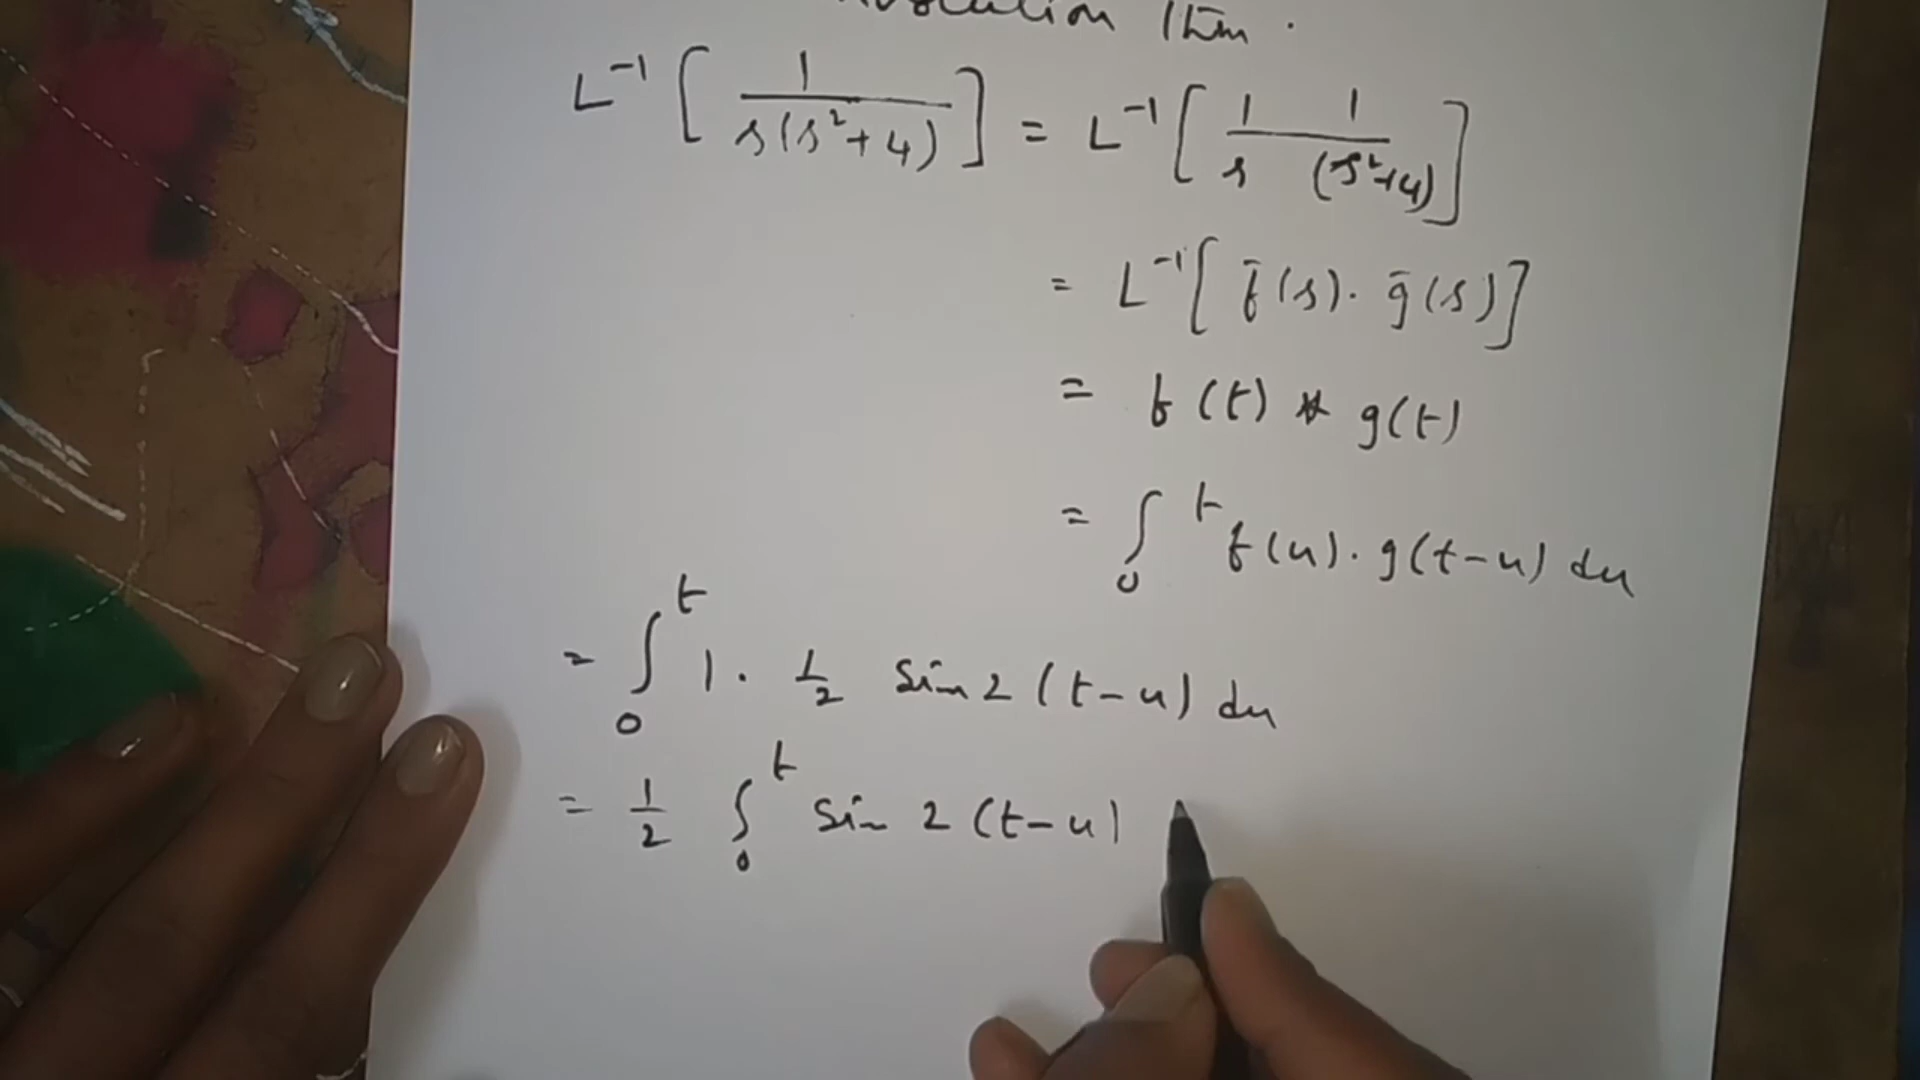 Thm.
L⁻¹ [ 1 / s(s²+4) ] = L⁻¹ [ 1/s 1/(s²+4) ]
= L⁻¹ [ f̄(s). ḡ(s) ]
= f(t) * g(t)
= ∫₀ᵗ f(u). g(t-u) du
= ∫₀ᵗ 1. 1/2 sin 2 (t-u) du
= 1/2 ∫₀ᵗ sin 2 (t-u)